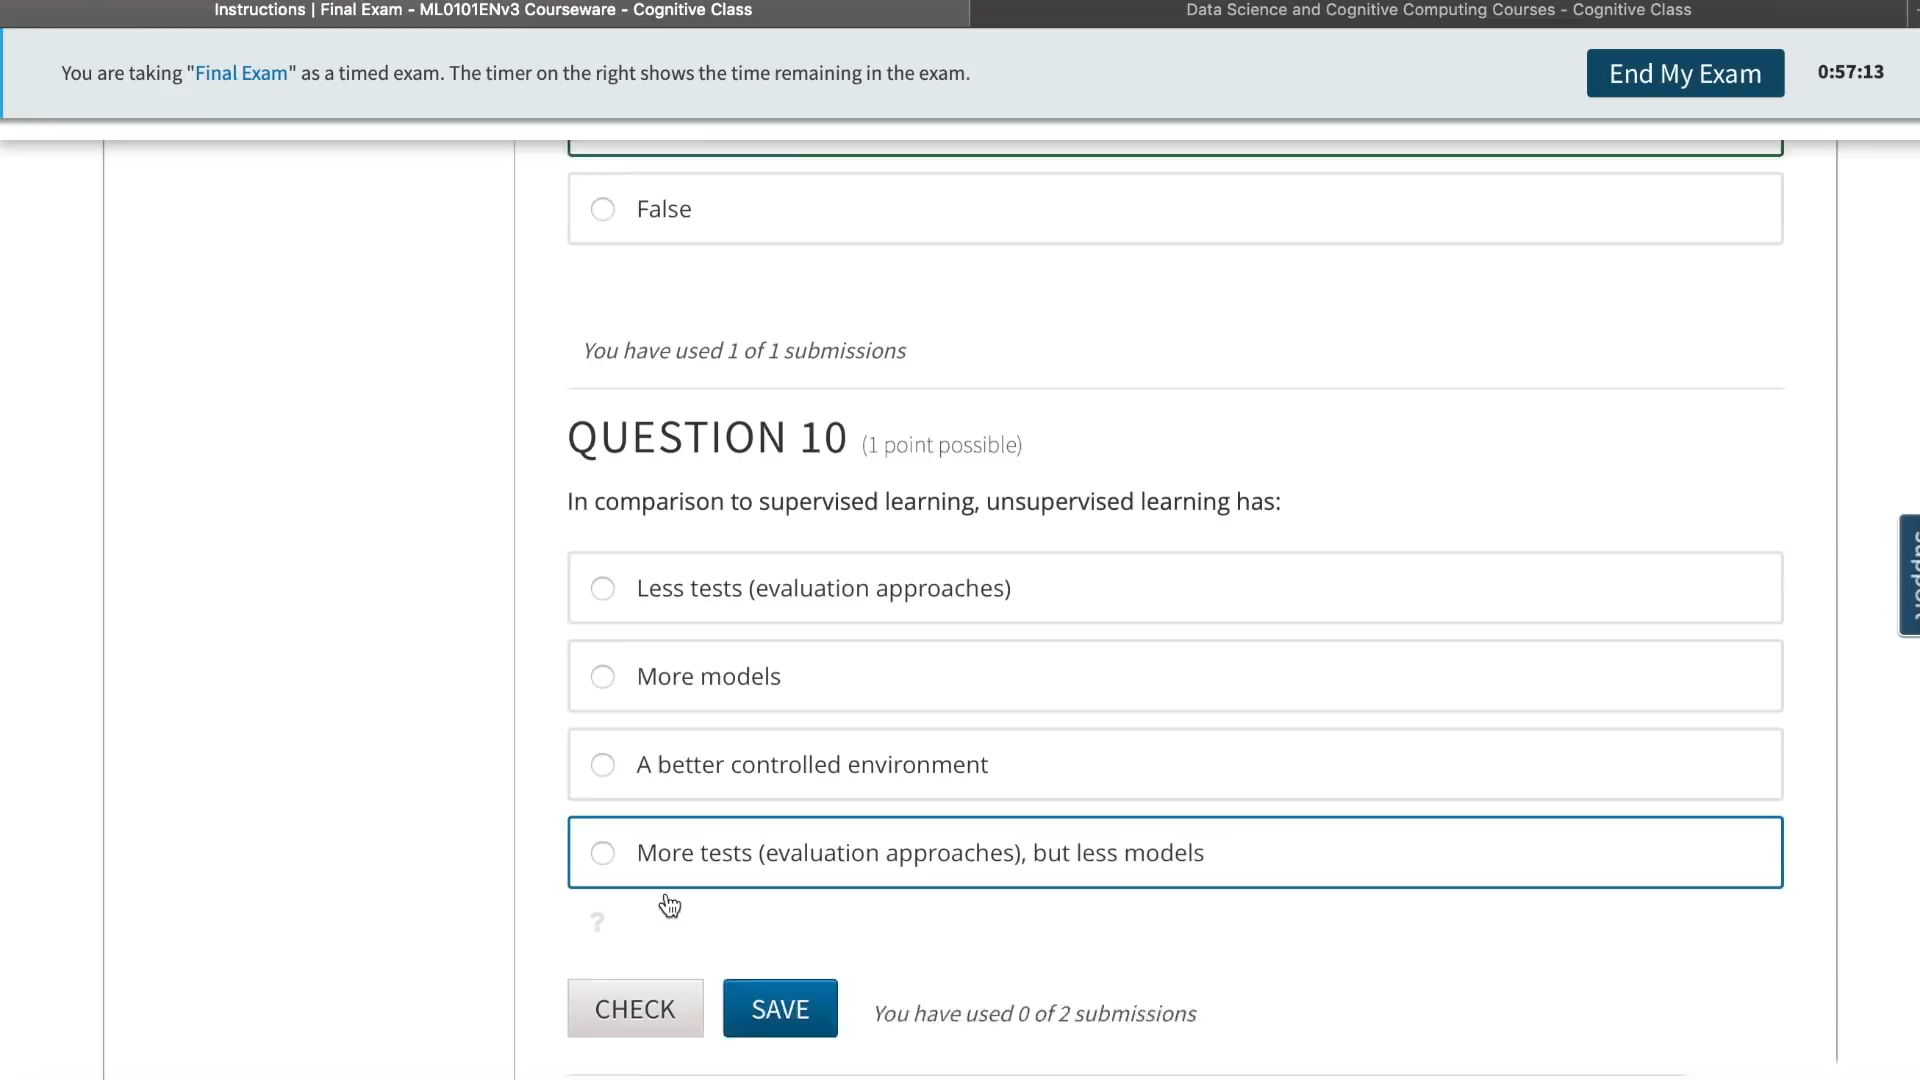 Instructions | Final Exam - ML0101ENv3 Courseware - Cognitive Class
Data Science and Cognitive Computing Courses - Cognitive Class
You are taking "Final Exam" as a timed exam. The timer on the right shows the time remaining in the exam.
End My Exam
0:57:13
False
You have used 1 of 1 submissions
QUESTION 10 (1 point possible)
In comparison to supervised learning, unsupervised learning has:
Less tests (evaluation approaches)
More models
A better controlled environment
More tests (evaluation approaches), but less models
?
CHECK
SAVE
You have used 0 of 2 submissions
Support